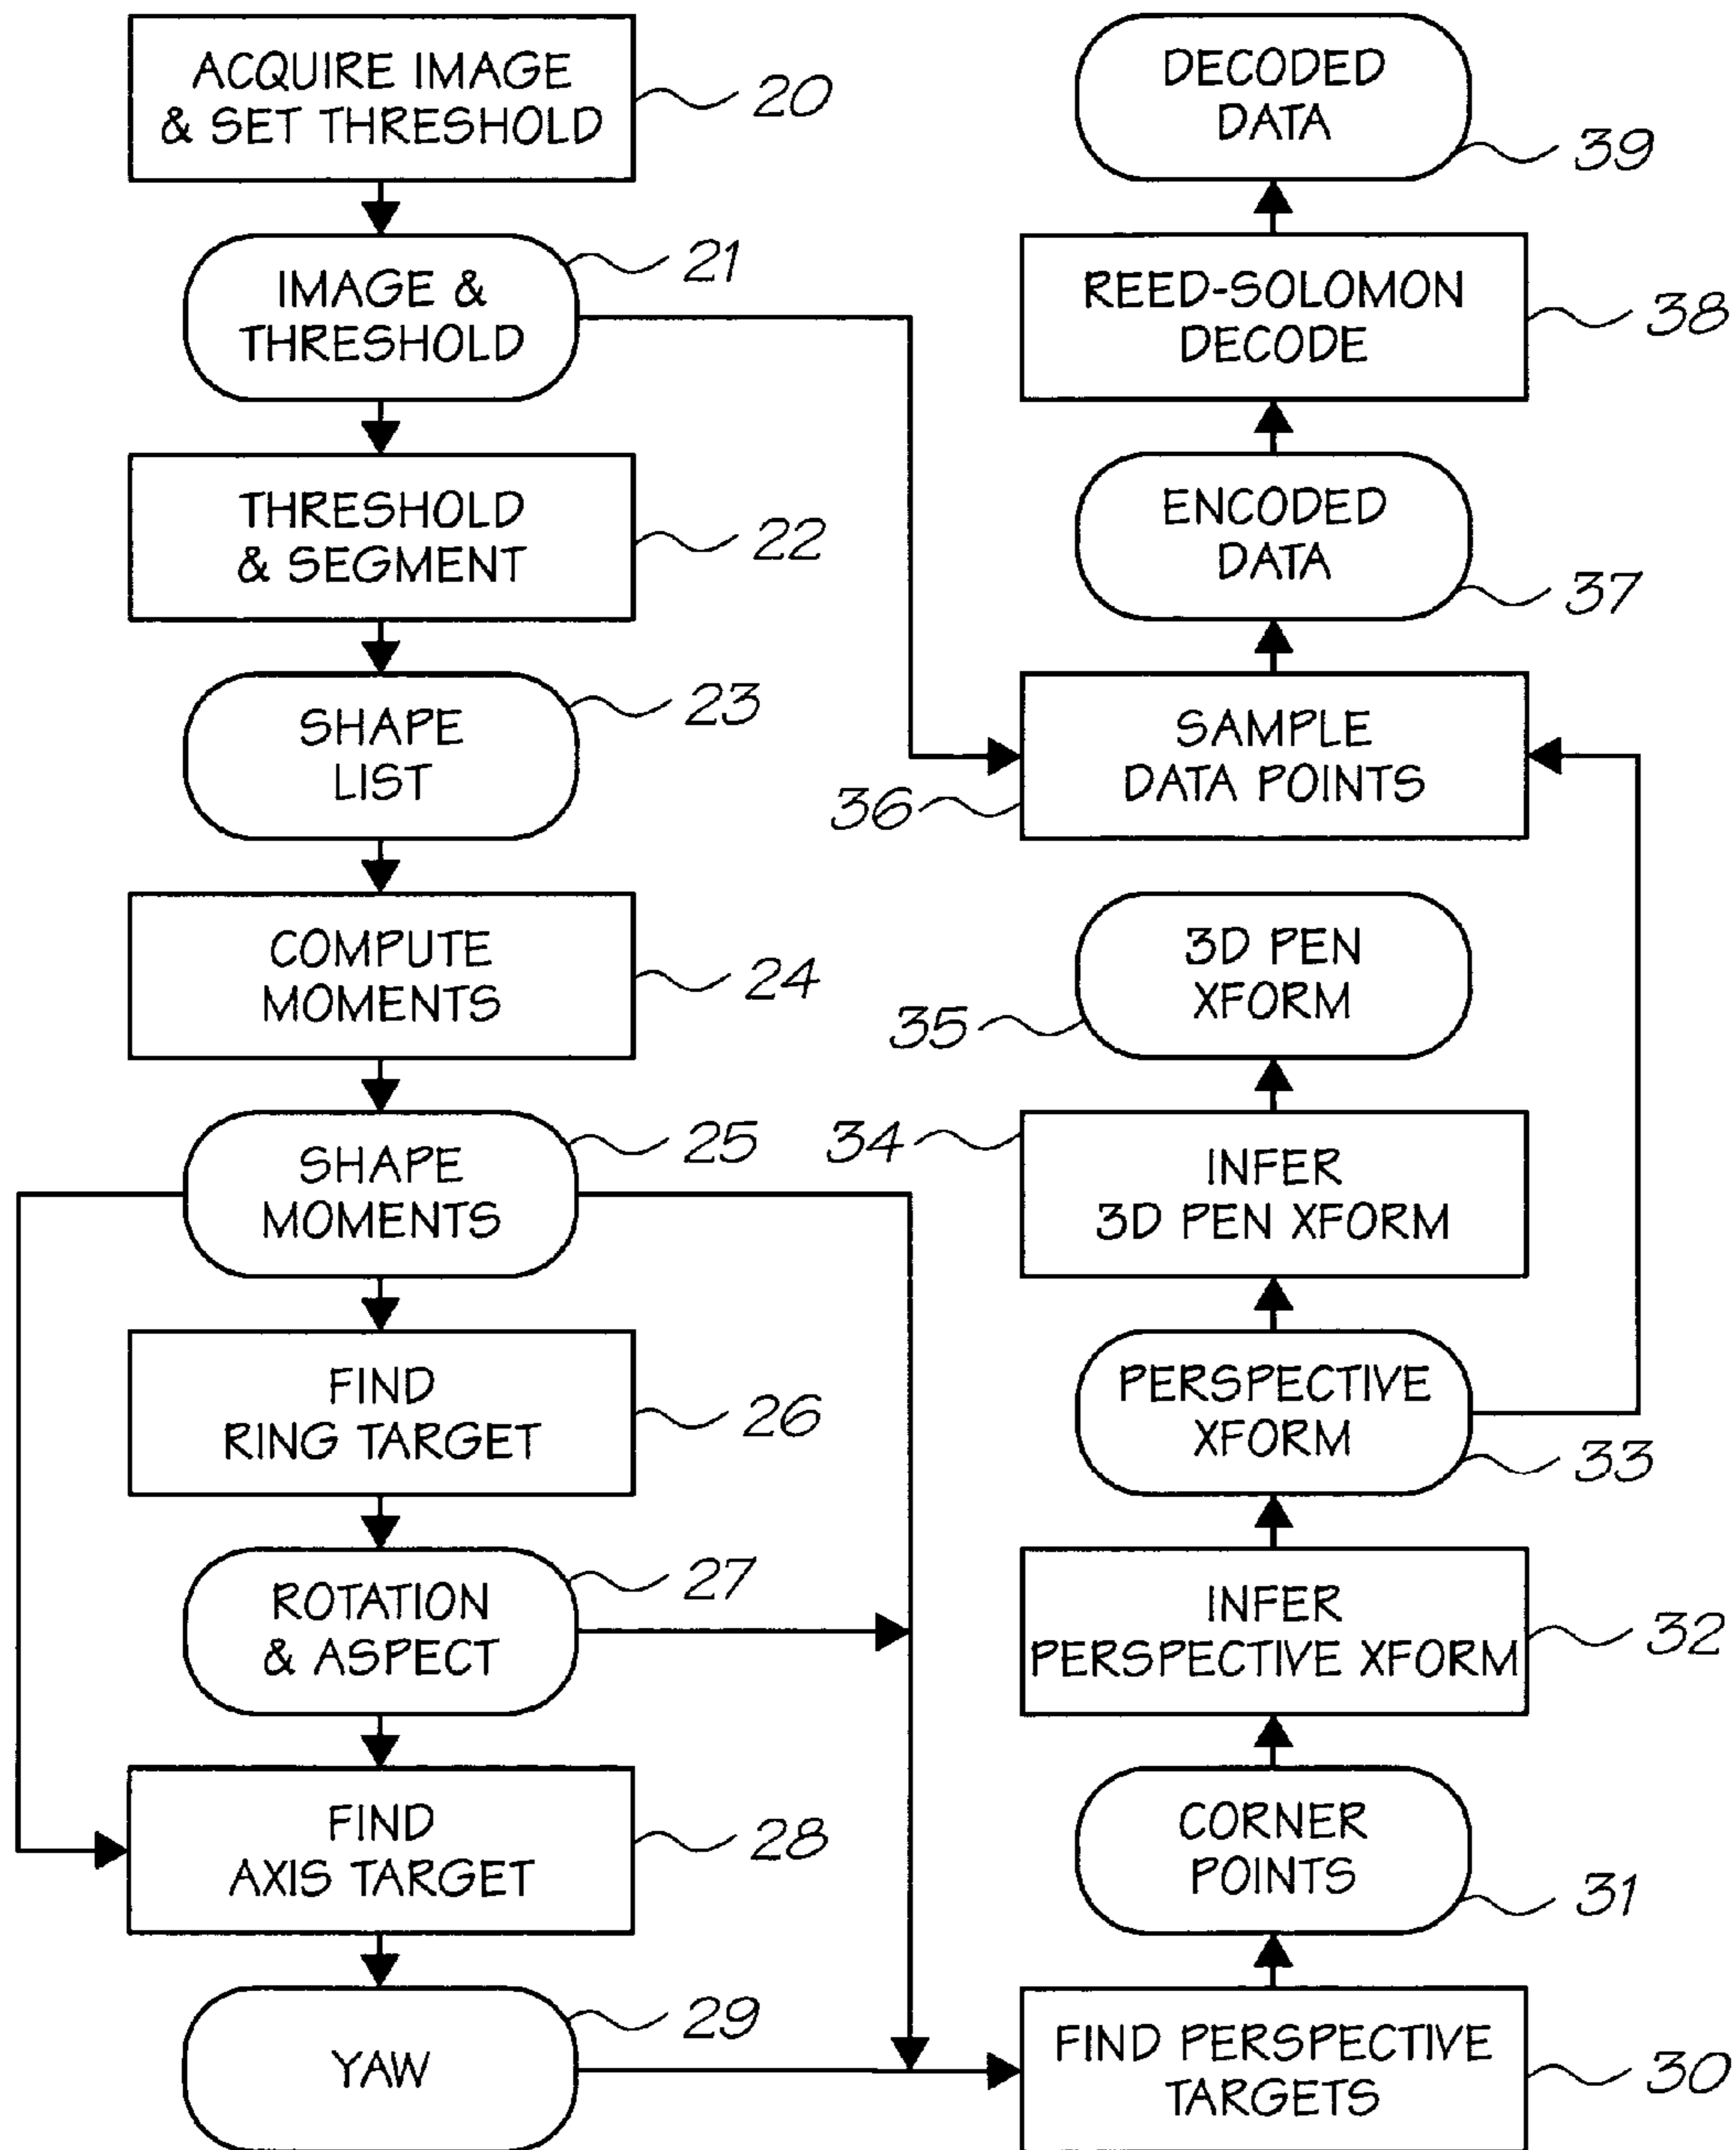 ACQUIRE IMAGE
& SET THRESHOLD
20
IMAGE &
THRESHOLD
21
THRESHOLD
& SEGMENT
22
SHAPE
LIST
23
COMPUTE
MOMENTS
24
SHAPE
MOMENTS
25
FIND
RING TARGET
26
ROTATION
& ASPECT
27
FIND
AXIS TARGET
28
YAW
29
DECODED
DATA
39
REED-SOLOMON
DECODE
38
ENCODED
DATA
37
SAMPLE
DATA POINTS
36
3D PEN
XFORM
35
INFER
3D PEN XFORM
34
PERSPECTIVE
XFORM
33
INFER
PERSPECTIVE XFORM
32
CORNER
POINTS
31
FIND PERSPECTIVE
TARGETS
30